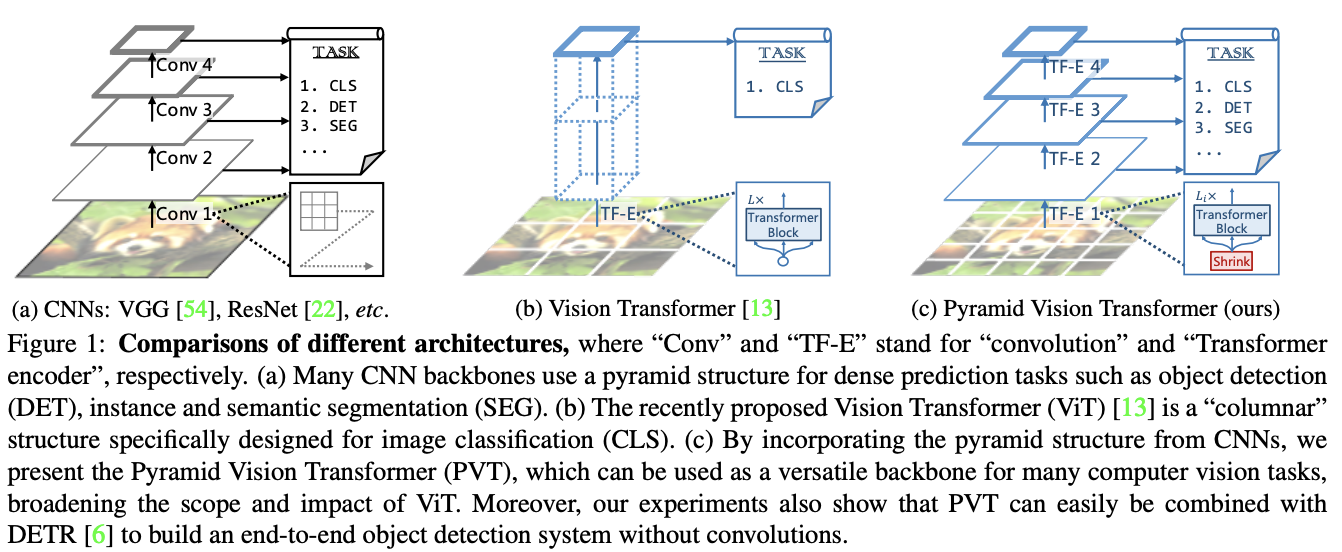 TASK
Conv 4
1. CLS
Conv 3
2. DET
3. SEG
...
Conv 2
Conv 1
TASK
1. CLS
TF-E
L×
Transformer
Block
TASK
TF-E 4
1. CLS
TF-E 3
2. DET
3. SEG
...
TF-E 2
TF-E 1
Li×
Transformer
Block
Shrink
(a) CNNs: VGG [54], ResNet [22], etc.
(b) Vision Transformer [13]
(c) Pyramid Vision Transformer (ours)
Figure 1: Comparisons of different architectures, where “Conv” and “TF-E” stand for “convolution” and “Transformer
encoder”, respectively. (a) Many CNN backbones use a pyramid structure for dense prediction tasks such as object detection
(DET), instance and semantic segmentation (SEG). (b) The recently proposed Vision Transformer (ViT) [13] is a “columnar”
structure specifically designed for image classification (CLS). (c) By incorporating the pyramid structure from CNNs, we
present the Pyramid Vision Transformer (PVT), which can be used as a versatile backbone for many computer vision tasks,
broadening the scope and impact of ViT. Moreover, our experiments also show that PVT can easily be combined with
DETR [6] to build an end-to-end object detection system without convolutions.